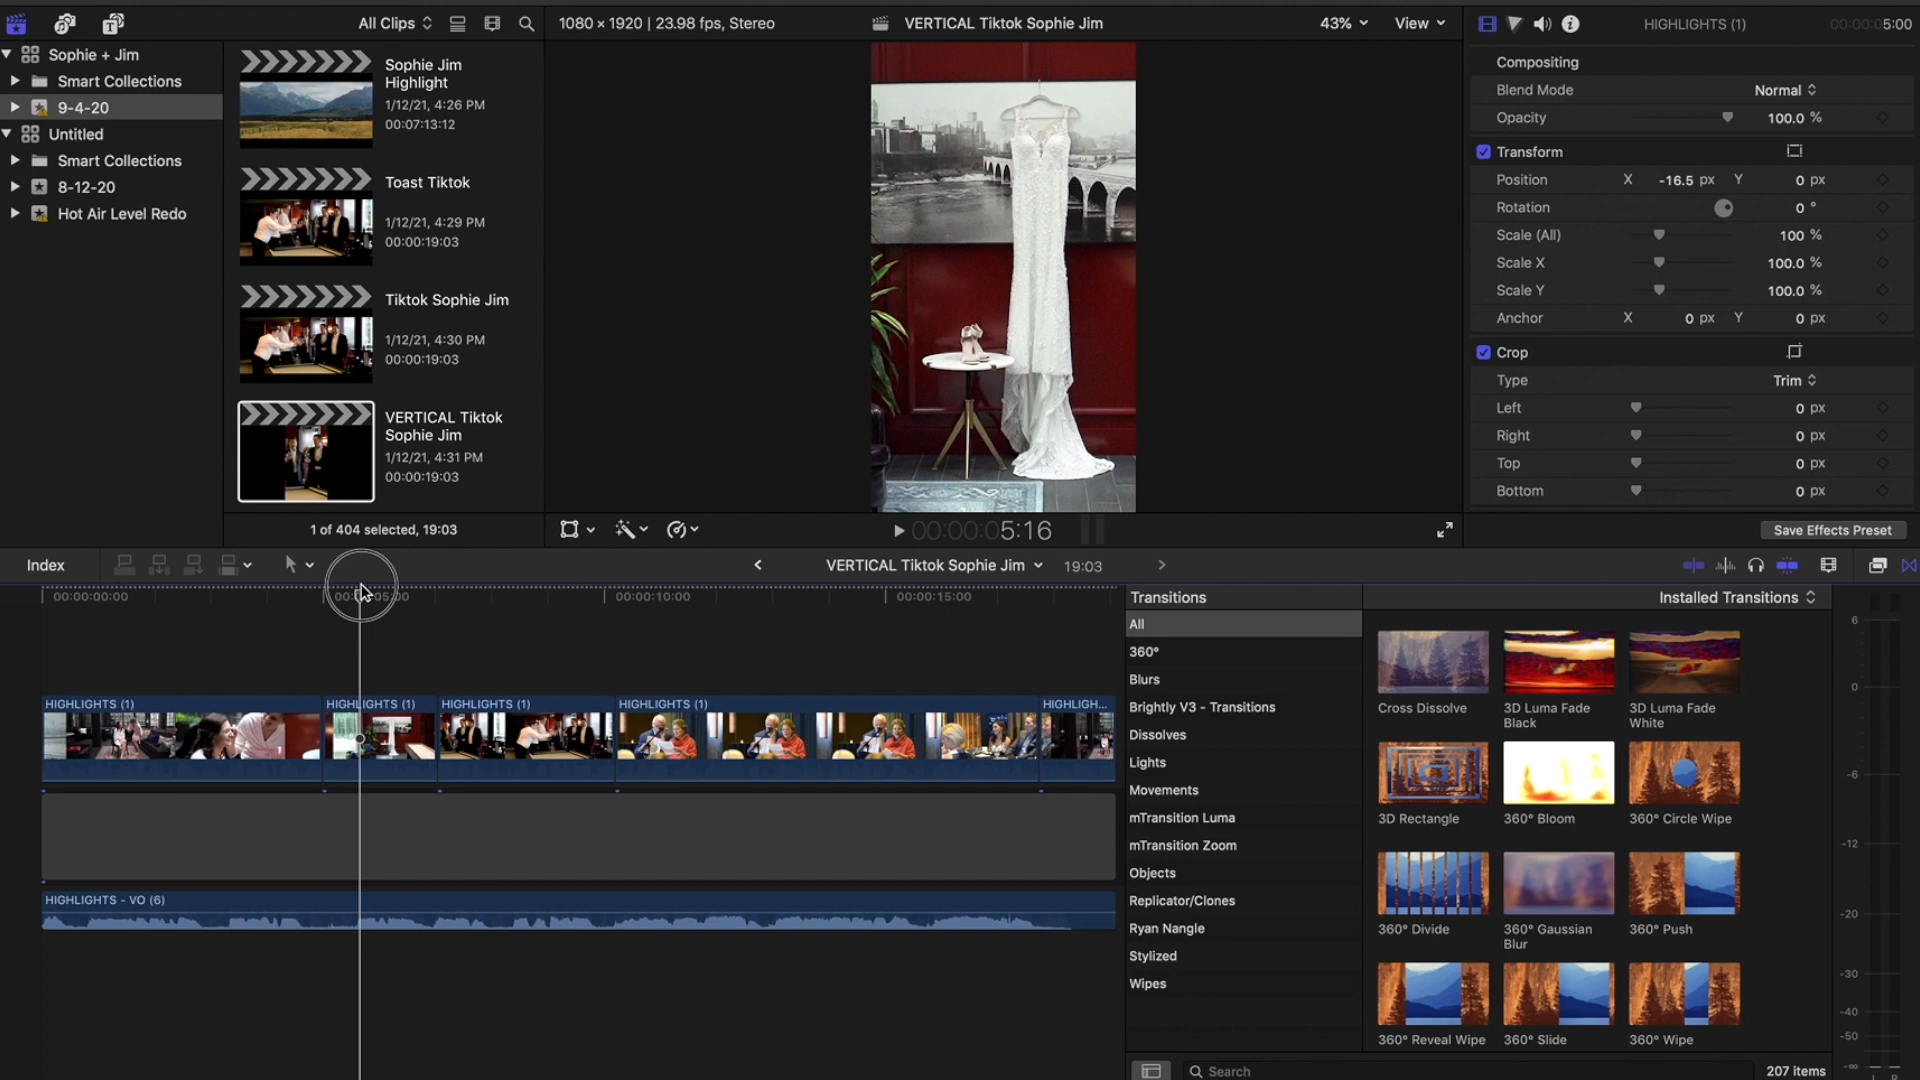 All Clips
1080 × 1920 | 23.98 fps, Stereo
VERTICAL Tiktok Sophie Jim
43%
View
HIGHLIGHTS (1)
00:00:05:00
Sophie + Jim
Smart Collections
9-4-20
Untitled
Smart Collections
8-12-20
Hot Air Level Redo
Sophie Jim
Highlight
1/12/21, 4:26 PM
00:07:13:12
Toast Tiktok
1/12/21, 4:29 PM
00:00:19:03
Tiktok Sophie Jim
1/12/21, 4:30 PM
00:00:19:03
VERTICAL Tiktok
Sophie Jim
1/12/21, 4:31 PM
00:00:19:03
1 of 404 selected, 19:03
00:00:05:16
Compositing
Blend Mode Normal
Opacity 100.0 %
Transform
Position X -16.5 px Y 0 px
Rotation 0 °
Scale (All) 100 %
Scale X 100.0 %
Scale Y 100.0 %
Anchor X 0 px Y 0 px
Crop
Type Trim
Left 0 px
Right 0 px
Top 0 px
Bottom 0 px
Save Effects Preset
Index
VERTICAL Tiktok Sophie Jim 19:03
00:00:00:00
00:00:05:00
00:00:10:00
00:00:15:00
HIGHLIGHTS (1)
HIGHLIGHTS (1)
HIGHLIGHTS (1)
HIGHLIGHTS (1)
HIGHLIGH...
HIGHLIGHTS - VO (6)
Transitions
Installed Transitions
All
360°
Blurs
Brightly V3 - Transitions
Dissolves
Lights
Movements
mTransition Luma
mTransition Zoom
Objects
Replicator/Clones
Ryan Nangle
Stylized
Wipes
Cross Dissolve
3D Luma Fade
Black
3D Luma Fade
White
3D Rectangle
360° Bloom
360° Circle Wipe
360° Divide
360° Gaussian
Blur
360° Push
360° Reveal Wipe
360° Slide
360° Wipe
Search
207 items
6
0
-6
-12
-20
-30
-40
-50
-∞
L R